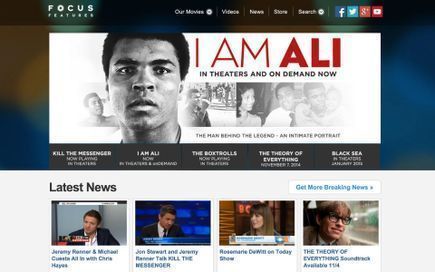 FOCUS
FEATURES
Our Movies
Videos
News
Store
Search
I AM ALI
IN THEATERS AND ON DEMAND NOW
THE MAN BEHIND THE LEGEND - AN INTIMATE PORTRAIT
KILL THE MESSENGER
NOW PLAYING
IN THEATERS
I AM ALI
NOW
IN THEATERS & onDEMAND
THE BOXTROLLS
NOW PLAYING
IN THEATERS
THE THEORY OF
EVERYTHING
NOVEMBER 7, 2014
BLACK SEA
IN THEATERS
JANUARY 2015
Latest News
Get More Breaking News »
Jeremy Renner & Michael
Cuesta All In with Chris
Hayes
Jon Stewart and Jeremy
Renner Talk KILL THE
MESSENGER
Rosemarie DeWitt on Today
Show
THE THEORY OF
EVERYTHING Soundtrack
Available 11/4